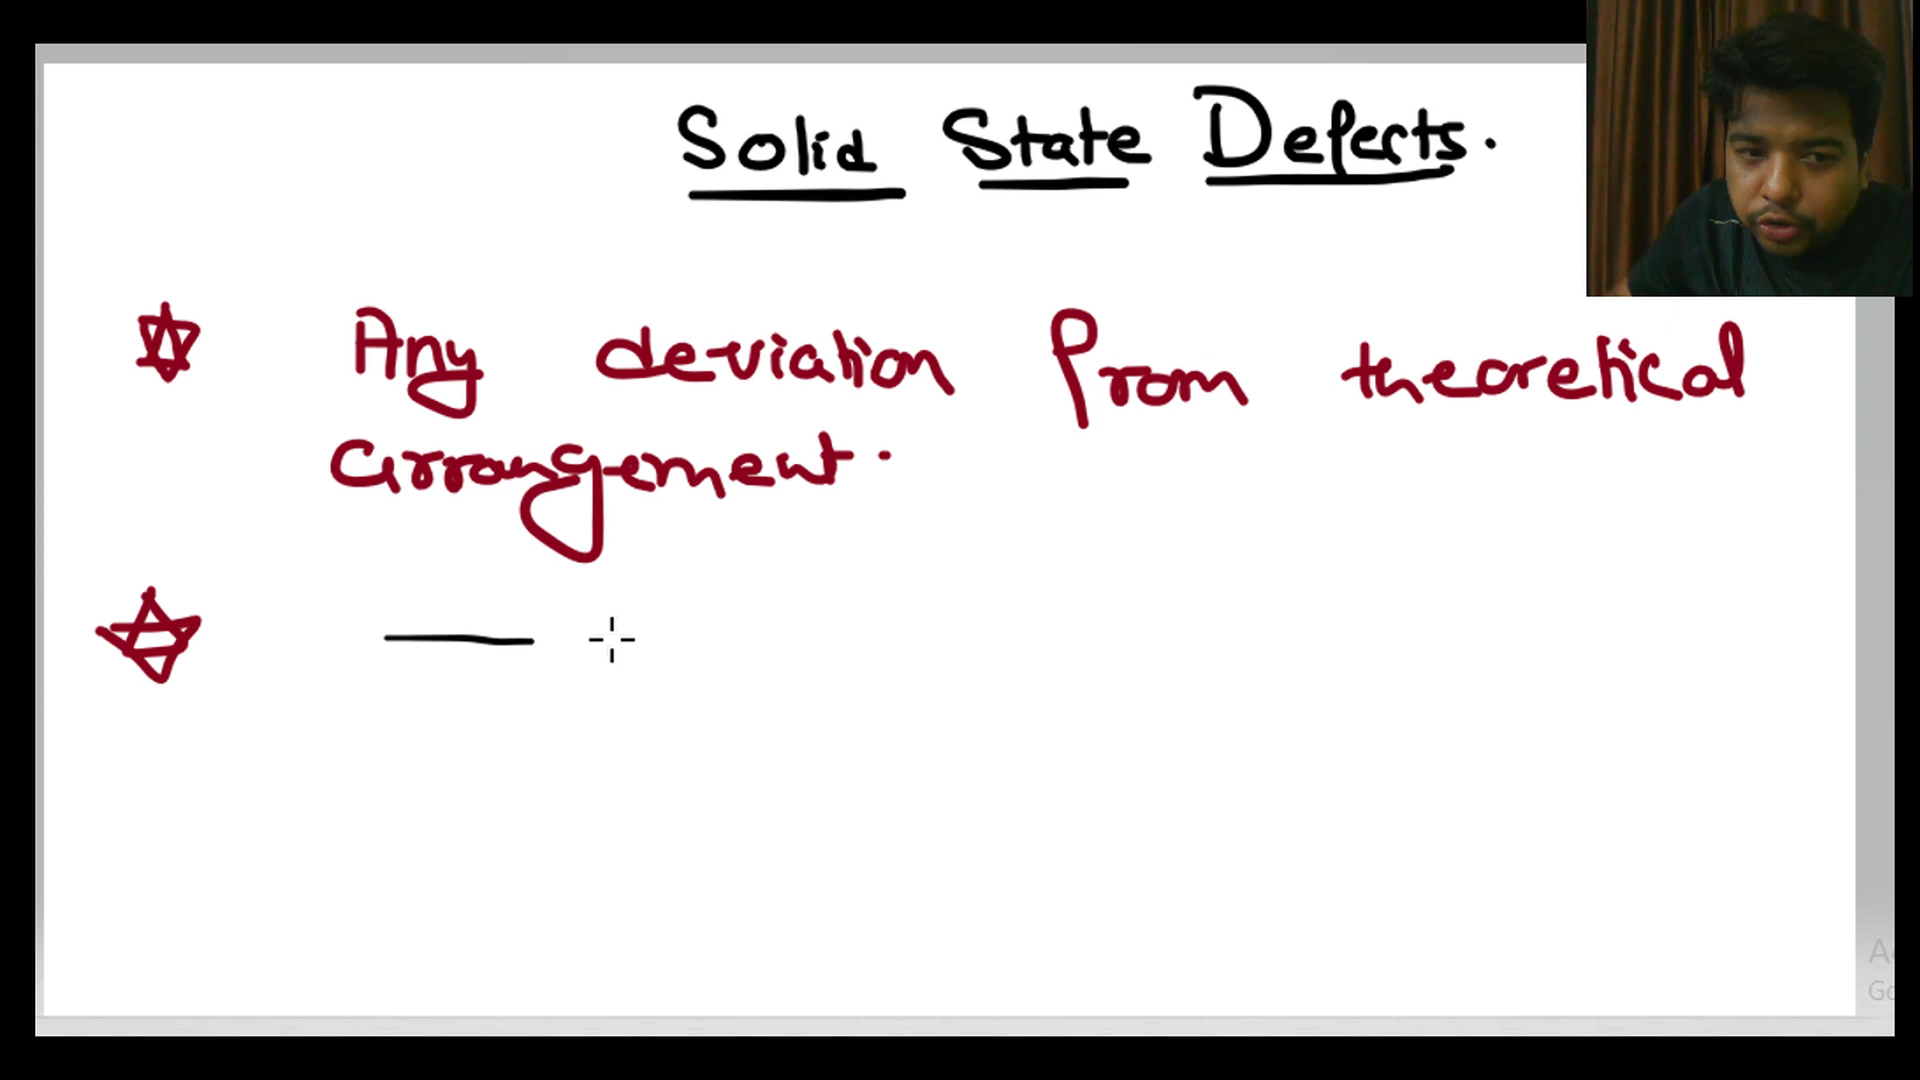 Solid State Defects.
Any deviation from theoretical
arrangement.